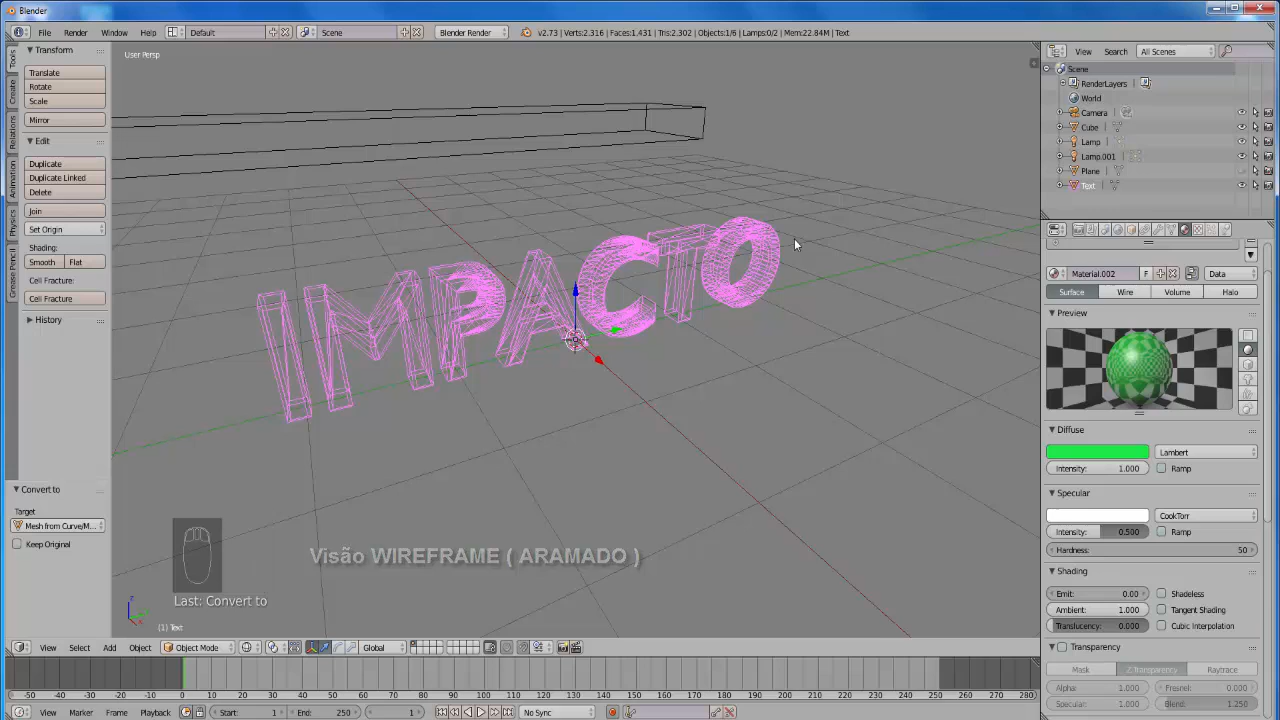 Blender
File
Render
Window
Help
Default
Scene
Blender Render
v2.73 | Verts:2.316 | Faces:1.431 | Tris:2.302 | Objects:1/6 | Lamps:0/2 | Mem:22.84M | Text
Tools
Create
Relations
Animation
Physics
Grease Pencil
Transform
Translate
Rotate
Scale
Mirror
Edit
Duplicate
Duplicate Linked
Delete
Join
Set Origin
Shading:
Smooth
Flat
Cell Fracture:
Cell Fracture
History
Convert to
Target
Mesh from Curve/M...
Keep Original
User Persp
IMPACTO
Visão WIREFRAME ( ARAMADO )
Last: Convert to
(1) Text
View
Search
All Scenes
Scene
RenderLayers
World
Camera
Cube
Lamp
Lamp.001
Plane
Text
Material.002
F
Data
Surface
Wire
Volume
Halo
Preview
Diffuse
Lambert
Intensity: 1.000
Ramp
Specular
CookTorr
Intensity: 0.500
Ramp
Hardness: 50
Shading
Emit: 0.00
Shadeless
Ambient: 1.000
Tangent Shading
Translucency: 0.000
Cubic Interpolation
Transparency
Mask
Z Transparency
Raytrace
Alpha: 1.000
Fresnel: 0.000
Specular: 1.000
Blend: 1.250
View
Select
Add
Object
Object Mode
Global
-50 -40 -30 -20 -10 0 10 20 30 40 50 60 70 80 90 100 110 120 130 140 150 160 170 180 190 200 210 220 230 240 250 260 270 280
View
Marker
Frame
Playback
Start: 1
End: 250
1
No Sync